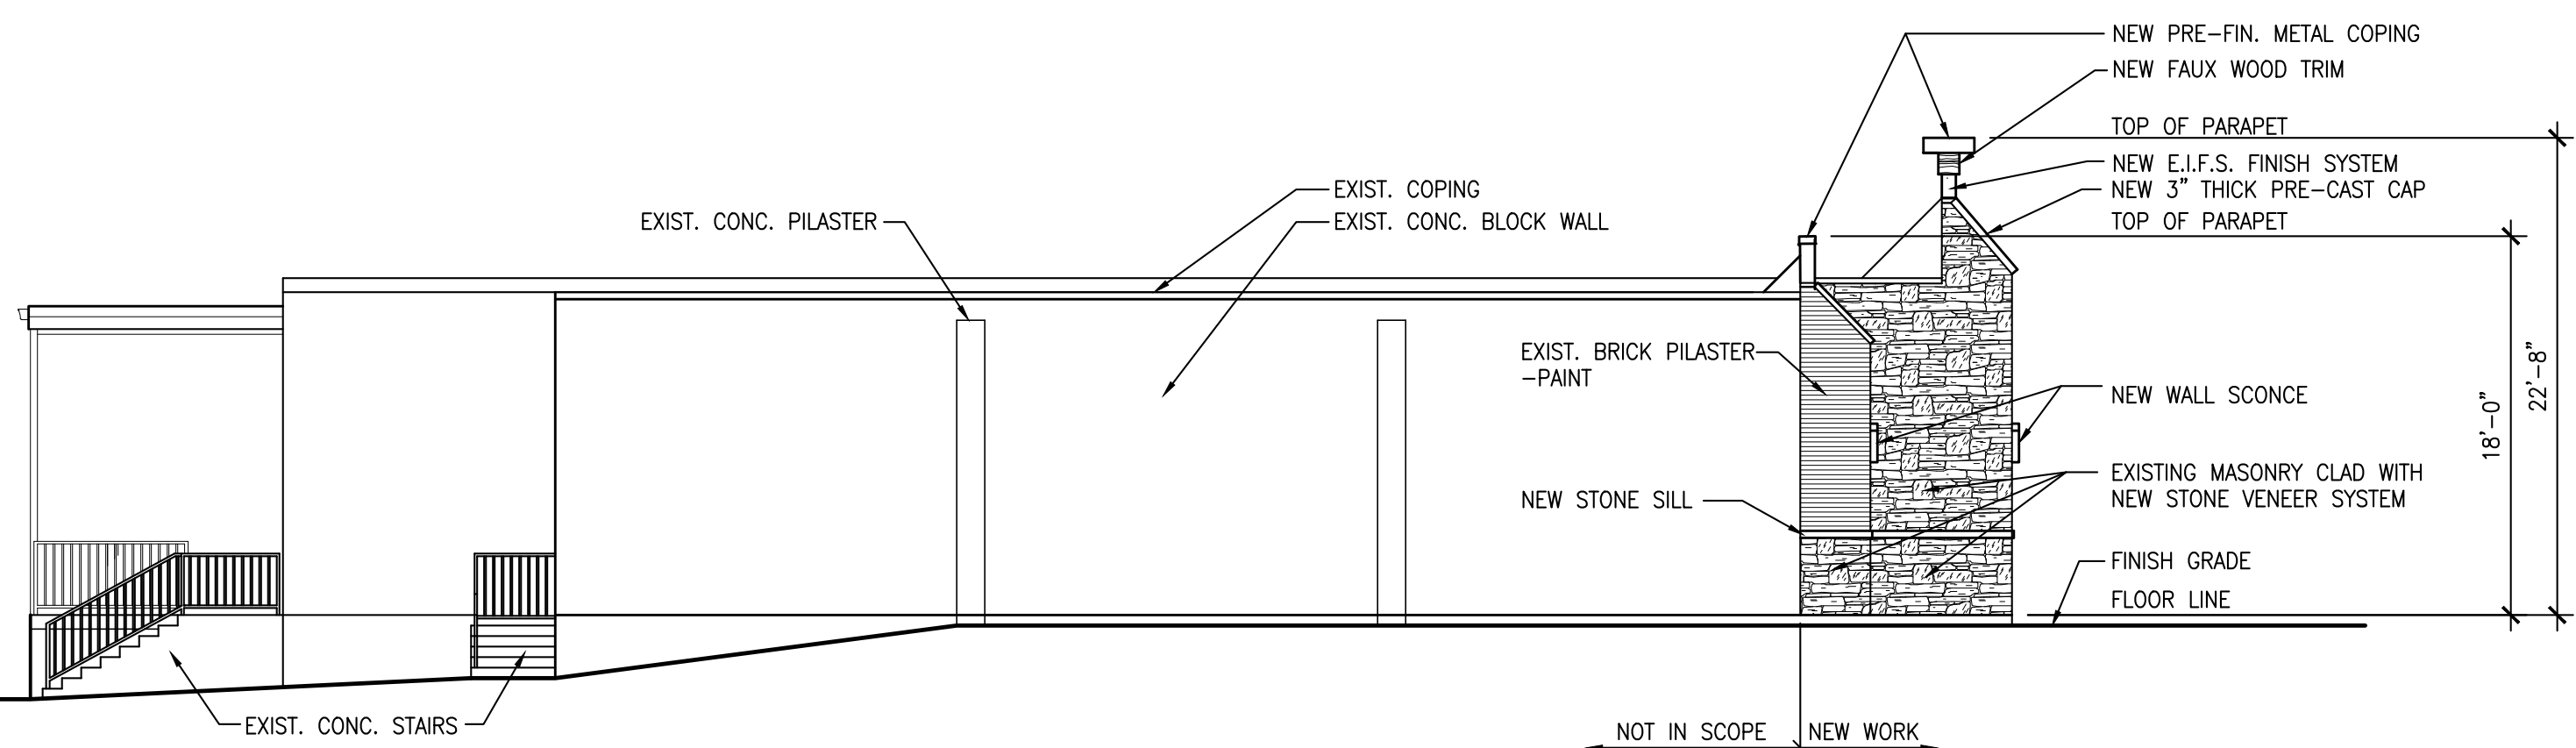 NEW PRE-FIN. METAL COPING
NEW FAUX WOOD TRIM
TOP OF PARAPET
NEW E.I.F.S. FINISH SYSTEM
NEW 3" THICK PRE-CAST CAP
TOP OF PARAPET
EXIST. COPING
EXIST. CONC. BLOCK WALL
EXIST. CONC. PILASTER
EXIST. BRICK PILASTER
-PAINT
NEW WALL SCONCE
18'-0"
22'-8"
EXISTING MASONRY CLAD WITH
NEW STONE VENEER SYSTEM
NEW STONE SILL
FINISH GRADE
FLOOR LINE
EXIST. CONC. STAIRS
NOT IN SCOPE
NEW WORK